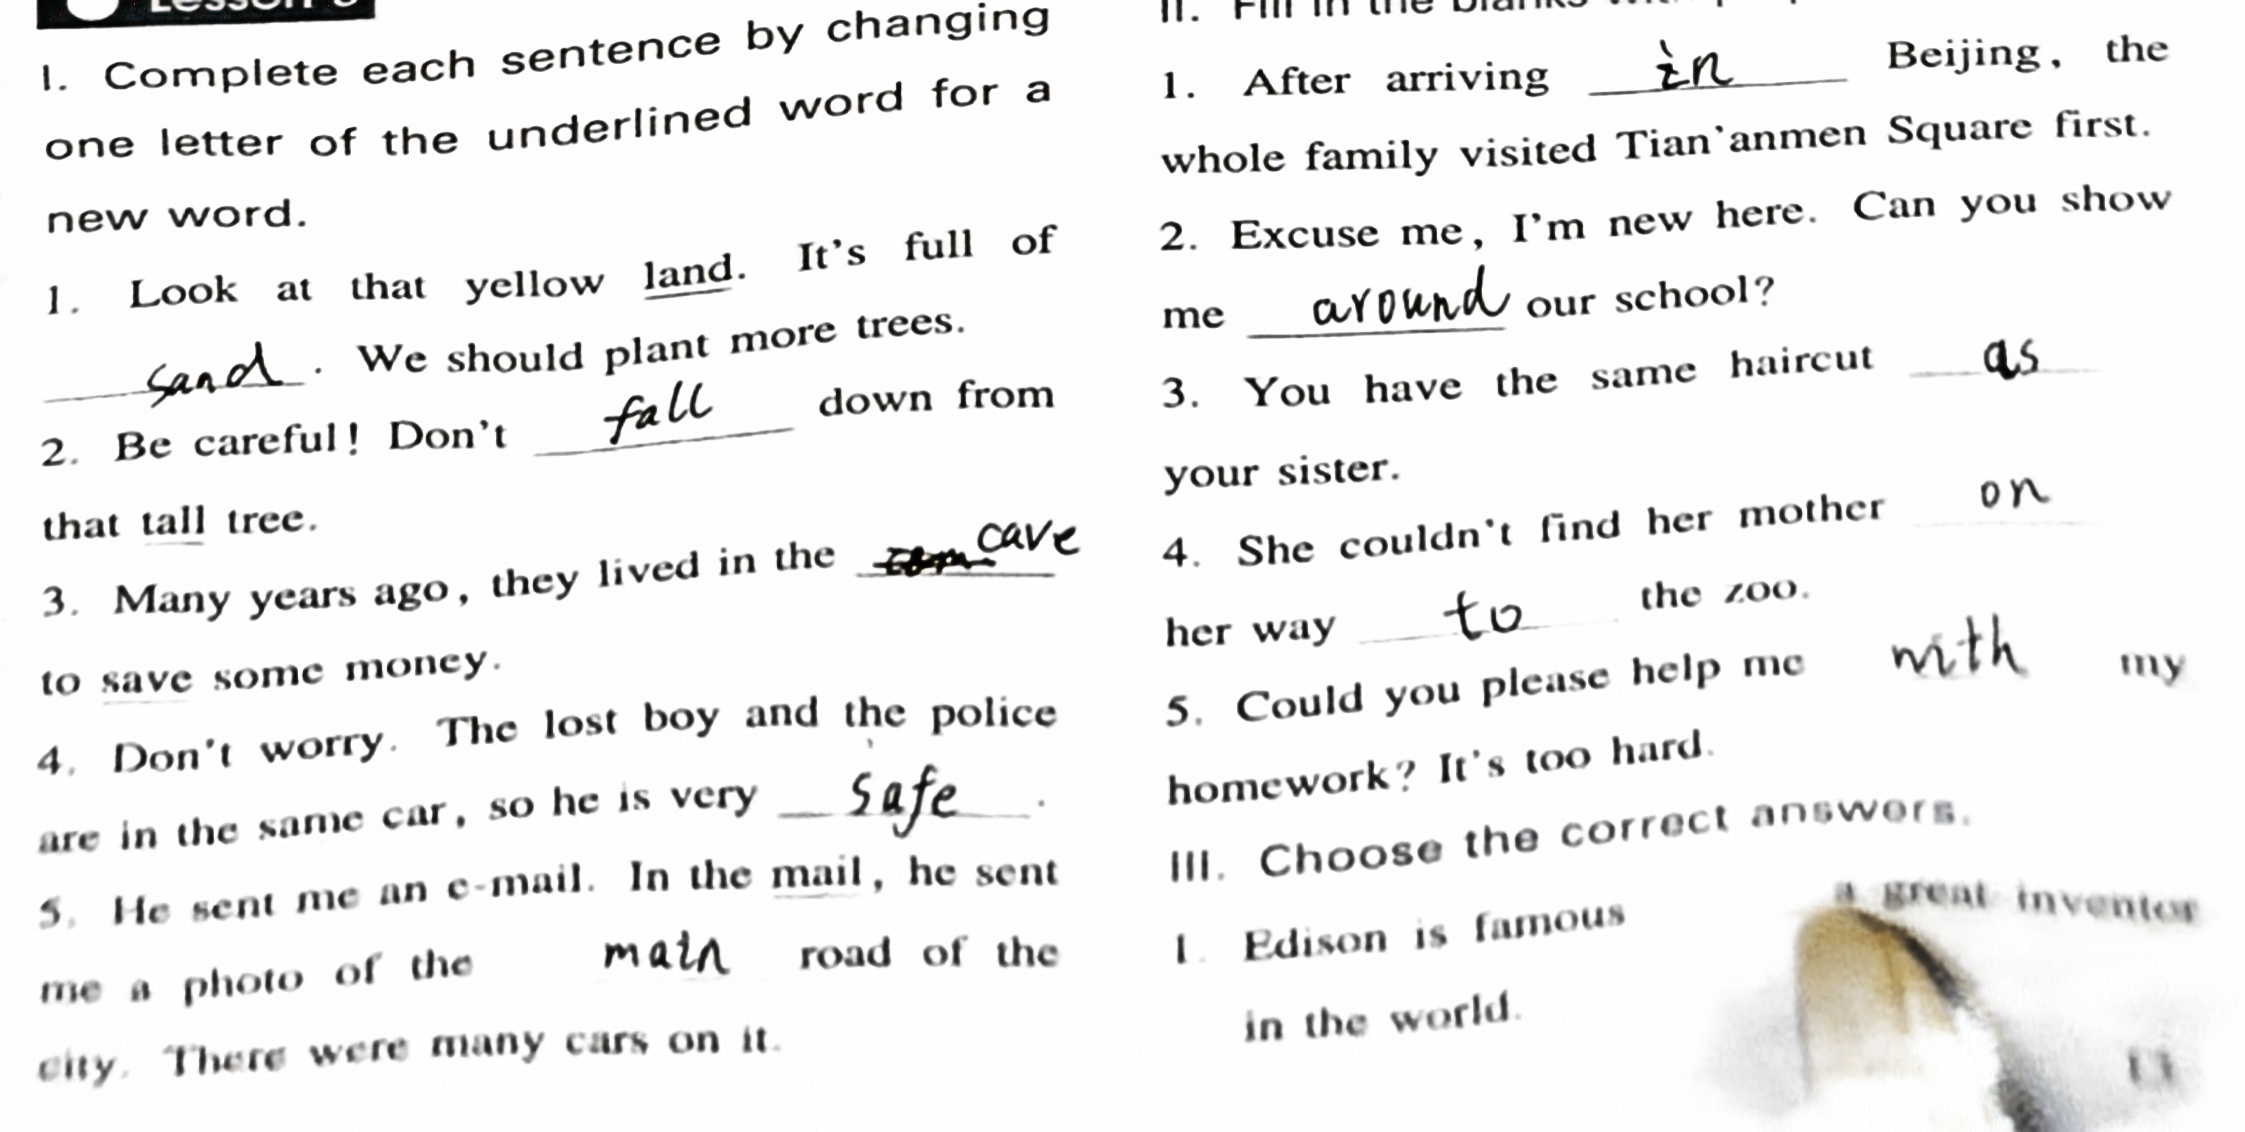 I. Complete each sentence by changing
one letter of the underlined word for a
new word.
1. Look at that yellow land. It's full of
sand. We should plant more trees.
2. Be careful! Don't fall down from
that tall tree.
3. Many years ago, they lived in the cave
to save some money.
4. Don't worry. The lost boy and the police
are in the same car, so he is very safe.
5. He sent me an e-mail. In the mail, he sent
me a photo of the main road of the
city. There were many cars on it.
II. Fill in the blanks
1. After arriving in Beijing, the
whole family visited Tian'anmen Square first.
2. Excuse me, I'm new here. Can you show
me around our school?
3. You have the same haircut as
your sister.
4. She couldn't find her mother on
her way to the zoo.
5. Could you please help me with my
homework? It's too hard.
III. Choose the correct answers.
1. Edison is famous a great inventor
in the world.